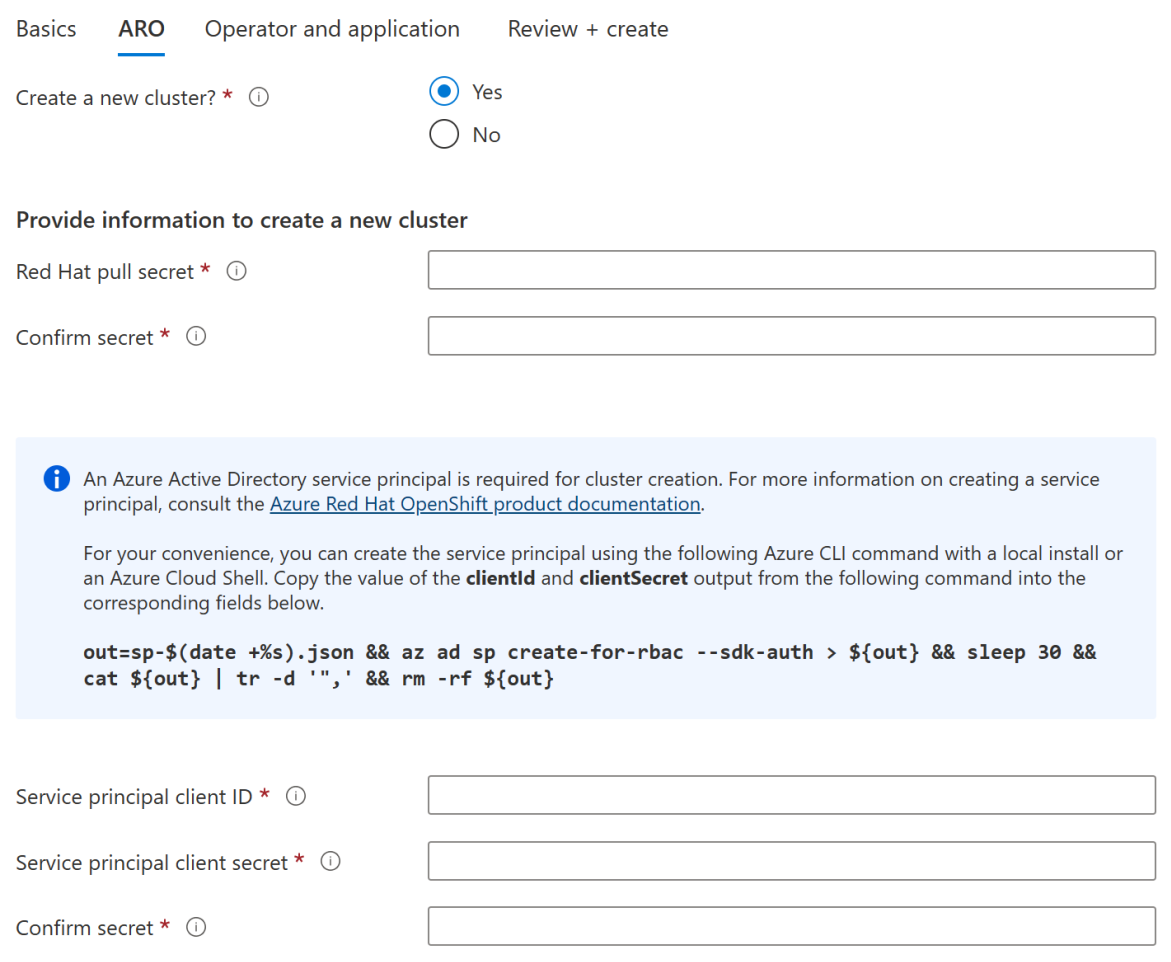 Basics ARO Operator and application Review + create
Create a new cluster? * Yes
No
Provide information to create a new cluster
Red Hat pull secret *
Confirm secret *
An Azure Active Directory service principal is required for cluster creation. For more information on creating a service
principal, consult the Azure Red Hat OpenShift product documentation.
For your convenience, you can create the service principal using the following Azure CLI command with a local install or
an Azure Cloud Shell. Copy the value of the clientId and clientSecret output from the following command into the
corresponding fields below.
out=sp-$(date +%s).json && az ad sp create-for-rbac --sdk-auth > ${out} && sleep 30 &&
cat ${out} | tr -d '",' && rm -rf ${out}
Service principal client ID *
Service principal client secret *
Confirm secret *